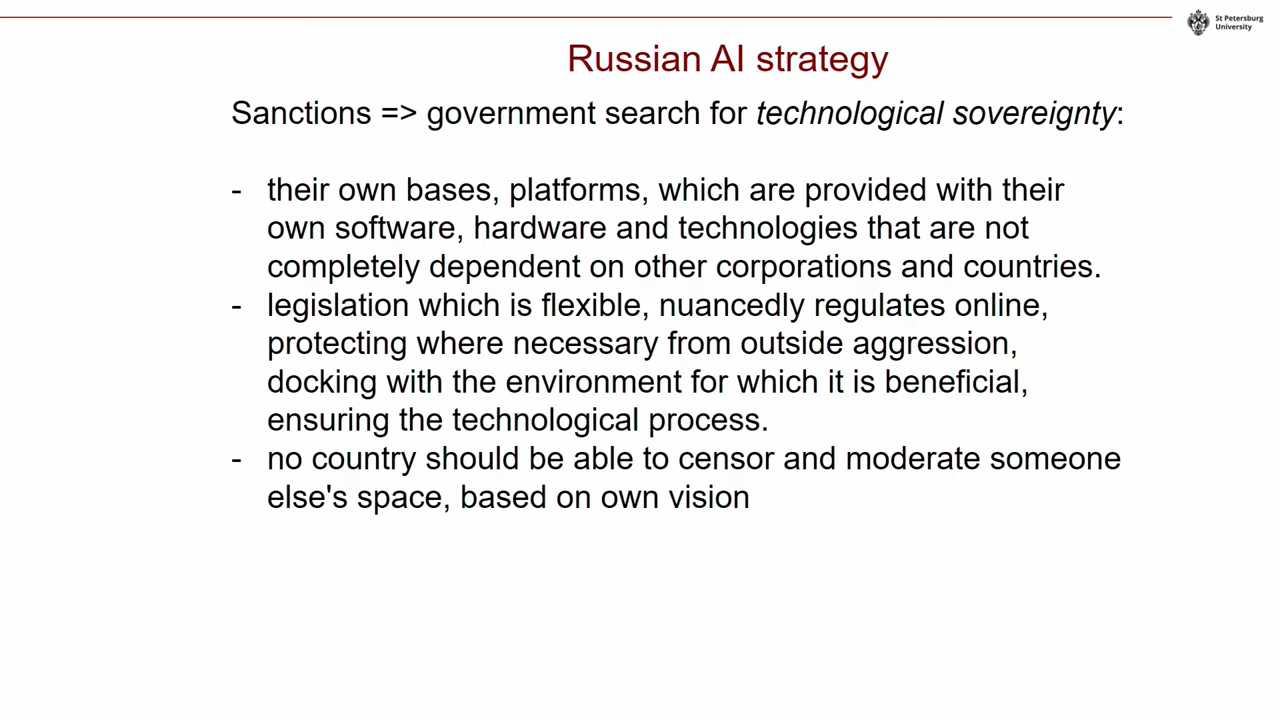 St Petersburg
University
Russian AI strategy
Sanctions => government search for technological sovereignty:
- their own bases, platforms, which are provided with their
own software, hardware and technologies that are not
completely dependent on other corporations and countries.
- legislation which is flexible, nuancedly regulates online,
protecting where necessary from outside aggression,
docking with the environment for which it is beneficial,
ensuring the technological process.
- no country should be able to censor and moderate someone
else's space, based on own vision